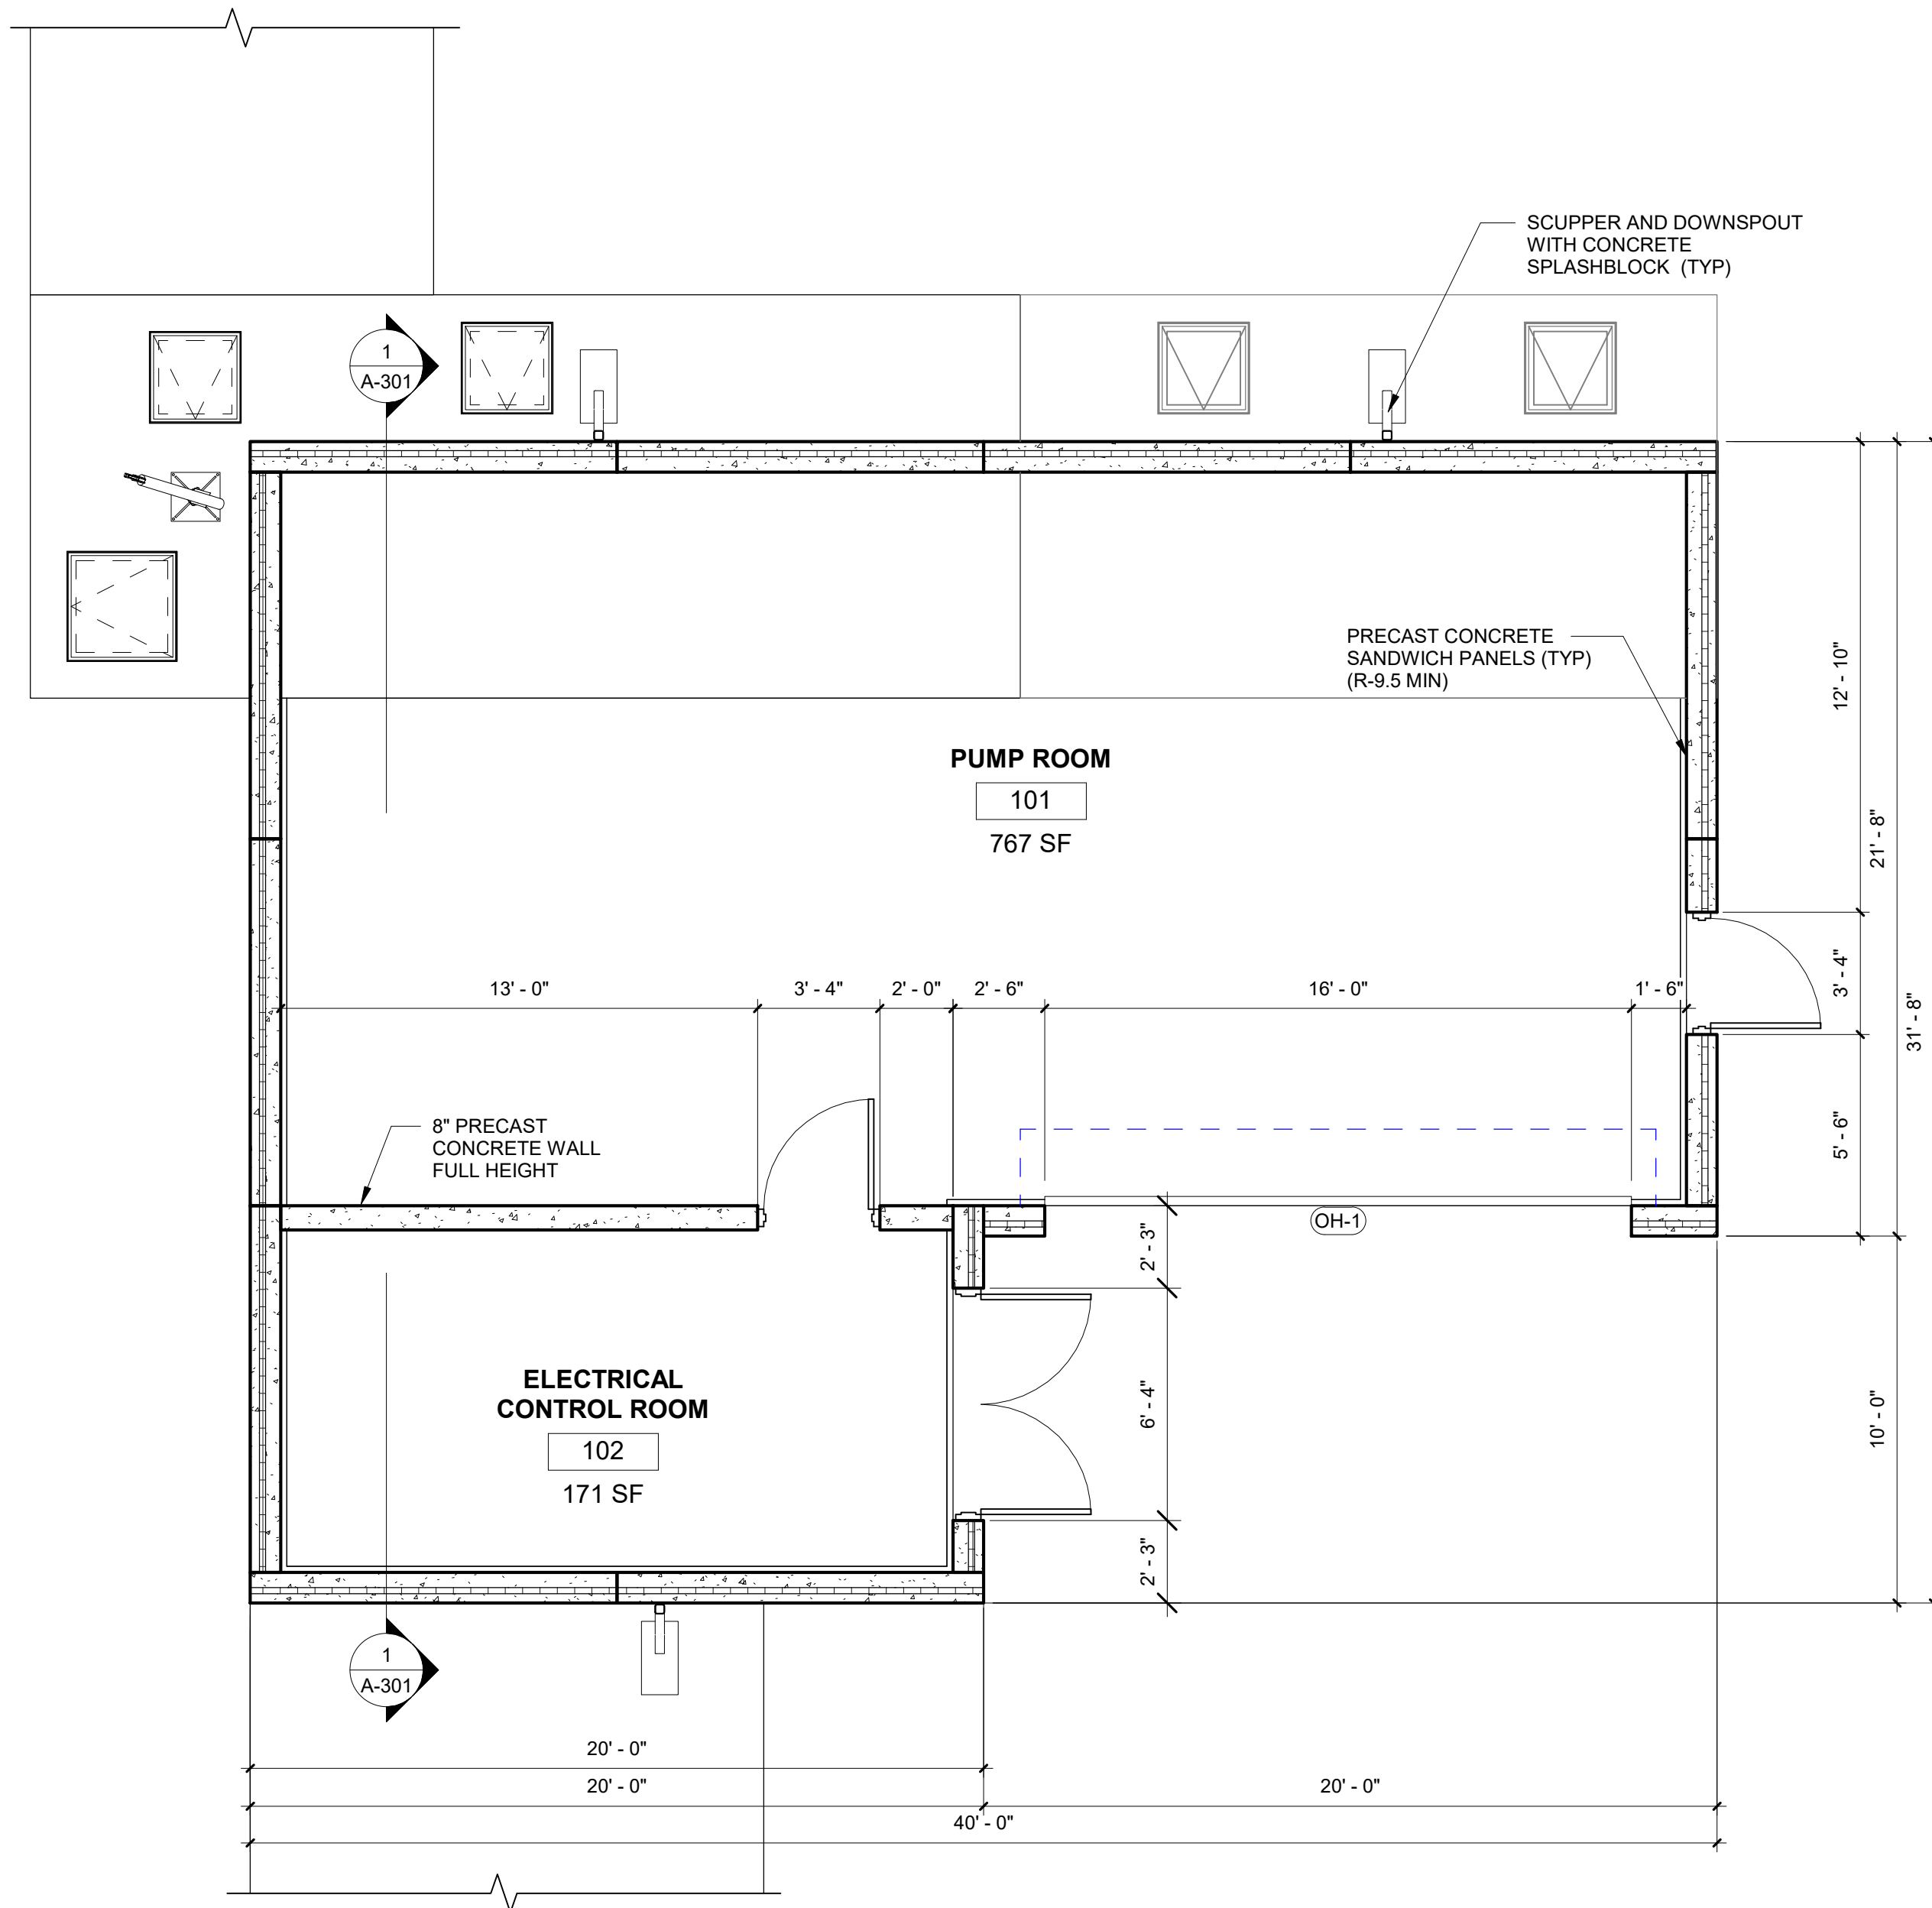 SCUPPER AND DOWNSPOUT
WITH CONCRETE
SPLASHBLOCK (TYP)
1
A-301
PRECAST CONCRETE
SANDWICH PANELS (TYP)
(R-9.5 MIN)
12' - 10"
PUMP ROOM
101
767 SF
21' - 8"
3' - 4"
31' - 8"
13' - 0"
3' - 4"
2' - 0"
2' - 6"
16' - 0"
1' - 6"
8" PRECAST
CONCRETE WALL
FULL HEIGHT
5' - 6"
OH-1
2' - 3"
ELECTRICAL
CONTROL ROOM
102
171 SF
6' - 4"
10' - 0"
2' - 3"
1
A-301
20' - 0"
20' - 0"
20' - 0"
40' - 0"